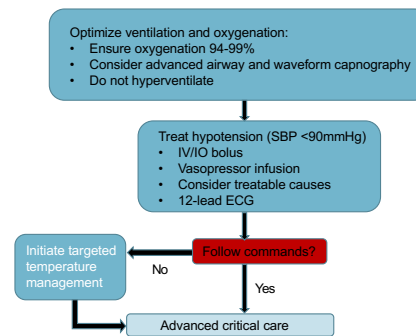 Optimize ventilation and oxygenation:
• Ensure oxygenation 94-99%
• Consider advanced airway and waveform capnography
• Do not hyperventilate
Treat hypotension (SBP <90mmHg)
• IV/IO bolus
• Vasopressor infusion
• Consider treatable causes
• 12-lead ECG
Follow commands?
No
Initiate targeted
temperature
management
Yes
Advanced critical care